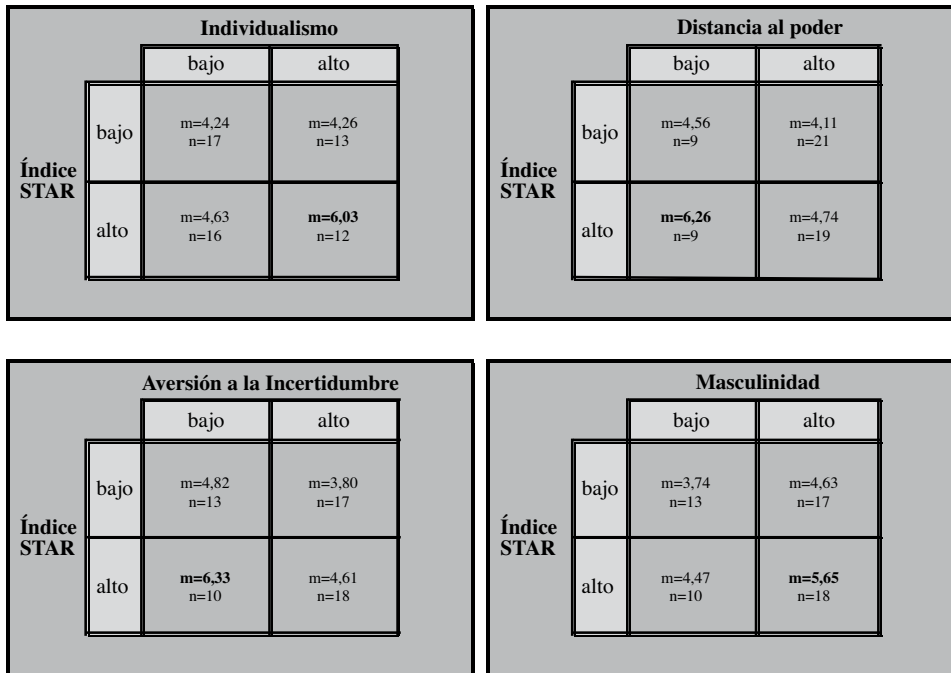 Individualismo
bajo alto
bajo m=4,24 m=4,26
n=17 n=13
Índice
STAR
alto m=4,63 m=6,03
n=16 n=12
Distancia al poder
bajo alto
bajo m=4,56 m=4,11
n=9 n=21
Índice
STAR
alto m=6,26 m=4,74
n=9 n=19
Aversión a la Incertidumbre
bajo alto
bajo m=4,82 m=3,80
n=13 n=17
Índice
STAR
alto m=6,33 m=4,61
n=10 n=18
Masculinidad
bajo alto
bajo m=3,74 m=4,63
n=13 n=17
Índice
STAR
alto m=4,47 m=5,65
n=10 n=18